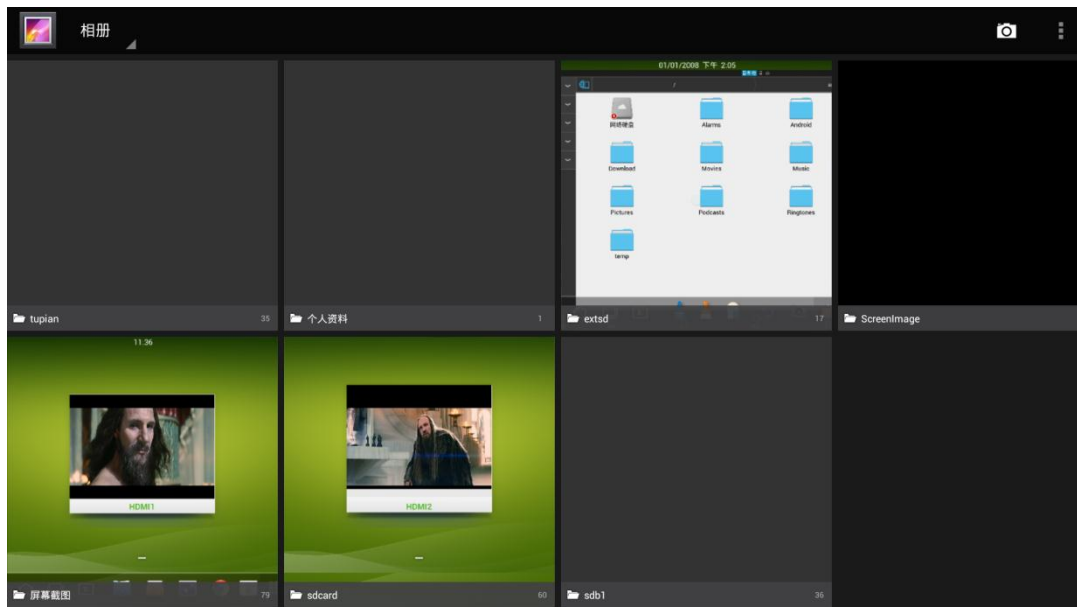 相册
01/01/2008 下午 2:05
/
网络硬盘
Alarms
Android
Download
Movies
Music
Pictures
Podcasts
Ringtones
temp
tupian 35
个人资料 1
extsd 17
ScreenImage
11:36
HDMI1
HDMI2
屏幕截图 79
sdcard 60
sdb1 36